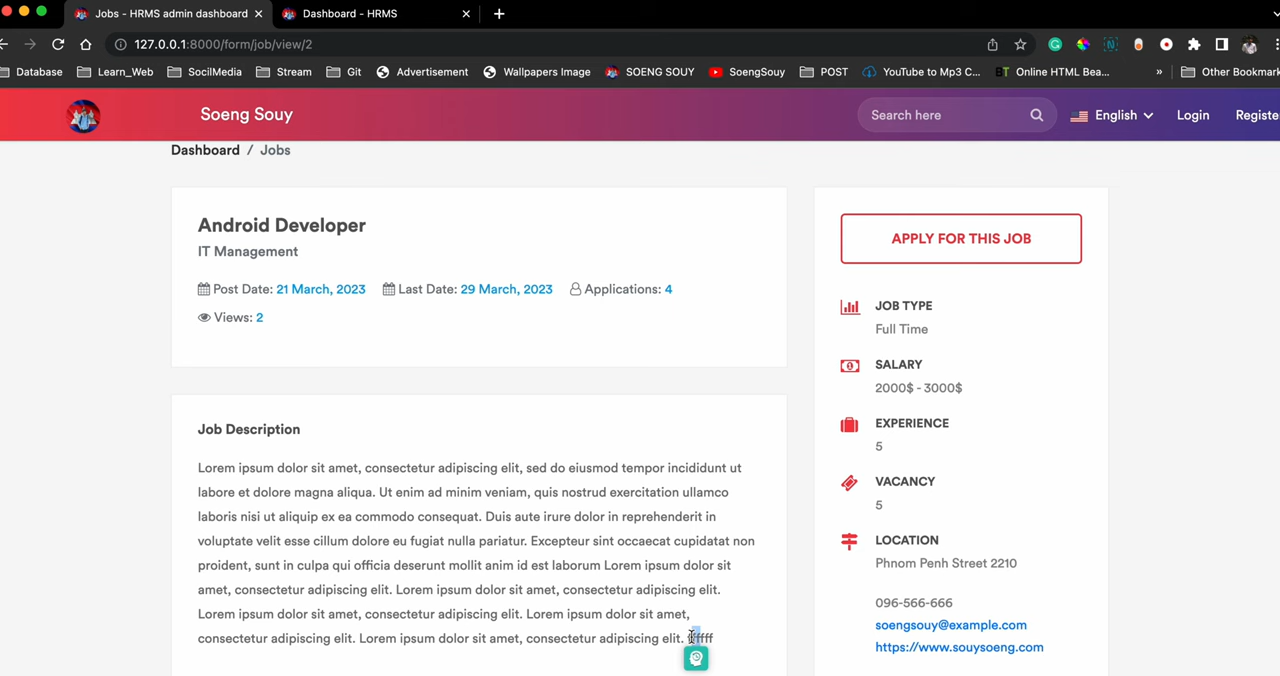 Jobs - HRMS admin dashboard
Dashboard - HRMS
127.0.0.1:8000/form/job/view/2
Database Learn_Web SocilMedia Stream Git Advertisement Wallpapers Image SOENG SOUY SoengSouy POST YouTube to Mp3 C... BT Online HTML Bea... » Other Bookmark
Soeng Souy
Search here
English
Login
Registe
Dashboard / Jobs
Android Developer
IT Management
Post Date: 21 March, 2023 Last Date: 29 March, 2023 Applications: 4
Views: 2
Job Description
Lorem ipsum dolor sit amet, consectetur adipiscing elit, sed do eiusmod tempor incididunt ut
labore et dolore magna aliqua. Ut enim ad minim veniam, quis nostrud exercitation ullamco
laboris nisi ut aliquip ex ea commodo consequat. Duis aute irure dolor in reprehenderit in
voluptate velit esse cillum dolore eu fugiat nulla pariatur. Excepteur sint occaecat cupidatat non
proident, sunt in culpa qui officia deserunt mollit anim id est laborum Lorem ipsum dolor sit
amet, consectetur adipiscing elit. Lorem ipsum dolor sit amet, consectetur adipiscing elit.
Lorem ipsum dolor sit amet, consectetur adipiscing elit. Lorem ipsum dolor sit amet,
consectetur adipiscing elit. Lorem ipsum dolor sit amet, consectetur adipiscing elit.
APPLY FOR THIS JOB
JOB TYPE
Full Time
SALARY
2000$ - 3000$
EXPERIENCE
5
VACANCY
5
LOCATION
Phnom Penh Street 2210
096-566-666
soengsouy@example.com
https://www.souysoeng.com